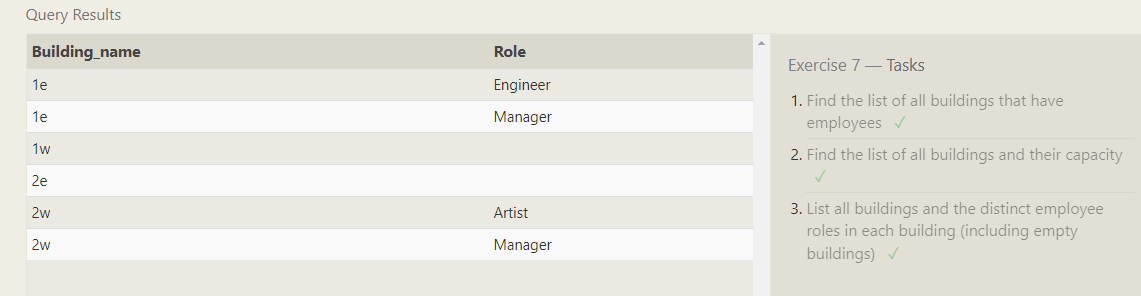 Query Results
Building_name Role
1e Engineer
1e Manager
1w
2e
2w Artist
2w Manager
Exercise 7 — Tasks
1. Find the list of all buildings that have
employees ✓
2. Find the list of all buildings and their capacity
✓
3. List all buildings and the distinct employee
roles in each building (including empty
buildings) ✓